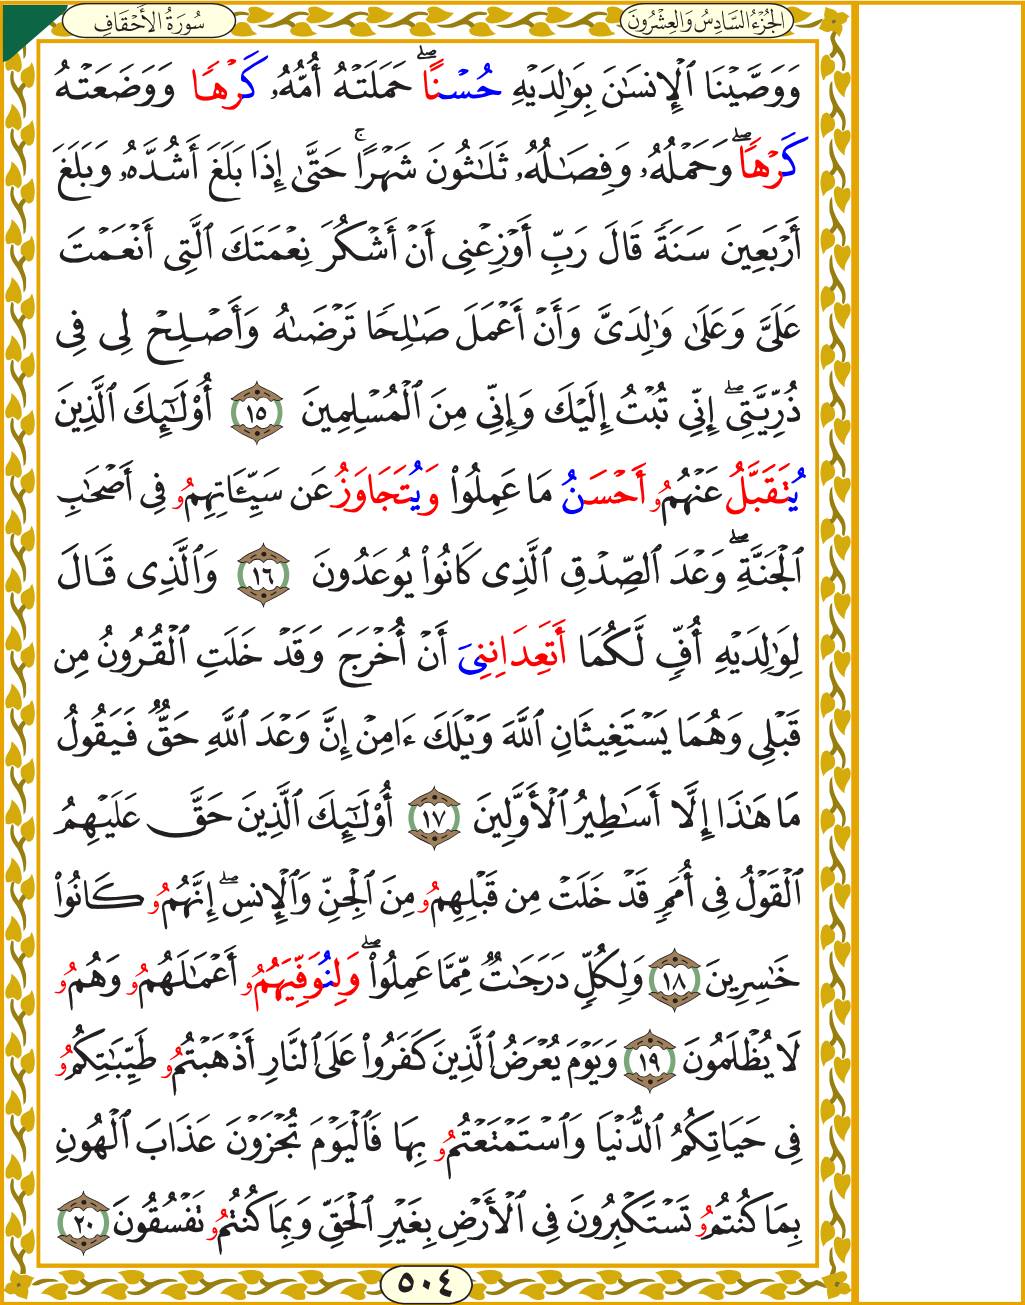 الجُزْءُ السَّادِسُ وَالعِشْرُونَ
سُورَةُ الأَحْقَافِ
وَوَصَّيْنَا ٱلْإِنسَٰنَ بِوَٰلِدَيْهِ حُسْنًاۖ حَمَلَتْهُ أُمُّهُۥ كَرْهًا وَوَضَعَتْهُ
كَرْهًاۖ وَحَمْلُهُۥ وَفِصَٰلُهُۥ ثَلَٰثُونَ شَهْرًاۚ حَتَّىٰ إِذَا بَلَغَ أَشُدَّهُۥ وَبَلَغَ
أَرْبَعِينَ سَنَةً قَالَ رَبِّ أَوْزِعْنِى أَنْ أَشْكُرَ نِعْمَتَكَ ٱلَّتِى أَنْعَمْتَ
عَلَىَّ وَعَلَىٰ وَٰلِدَىَّ وَأَنْ أَعْمَلَ صَٰلِحًا تَرْضَىٰهُ وَأَصْلِحْ لِى فِى
ذُرِّيَّتِىۖ إِنِّى تُبْتُ إِلَيْكَ وَإِنِّى مِنَ ٱلْمُسْلِمِينَ ١٥ أُو۟لَٰٓئِكَ ٱلَّذِينَ
يُتَقَبَّلُ عَنْهُمُۥ أَحْسَنُ مَا عَمِلُوا۟ وَيُتَجَاوَزُ عَن سَيِّـَٔاتِهِمُۥ فِى أَصْحَٰبِ
ٱلْجَنَّةِۖ وَعْدَ ٱلصِّدْقِ ٱلَّذِى كَانُوا۟ يُوعَدُونَ ١٦ وَٱلَّذِى قَالَ
لِوَٰلِدَيْهِ أُفِّ لَّكُمَا أَتَعِدَانِنِىَ أَنْ أُخْرَجَ وَقَدْ خَلَتِ ٱلْقُرُونُ مِن
قَبْلِى وَهُمَا يَسْتَغِيثَانِ ٱللَّهَ وَيْلَكَ ءَامِنْ إِنَّ وَعْدَ ٱللَّهِ حَقٌّ فَيَقُولُ
مَا هَٰذَا إِلَّا أَسَٰطِيرُ ٱلْأَوَّلِينَ ١٧ أُو۟لَٰٓئِكَ ٱلَّذِينَ حَقَّ عَلَيْهِمُ
ٱلْقَوْلُ فِى أُمَمٍ قَدْ خَلَتْ مِن قَبْلِهِمُۥ مِنَ ٱلْجِنِّ وَٱلْإِنسِۖ إِنَّهُمُۥ كَانُوا۟
خَٰسِرِينَ ١٨ وَلِكُلٍّ دَرَجَٰتٌ مِّمَّا عَمِلُوا۟ۖ وَلِنُوَفِّيَهُمُۥ أَعْمَٰلَهُمُۥ وَهُمُۥ
لَا يُظْلَمُونَ ١٩ وَيَوْمَ يُعْرَضُ ٱلَّذِينَ كَفَرُوا۟ عَلَى ٱلنَّارِ أَذْهَبْتُمُۥ طَيِّبَٰتِكُمُۥ
فِى حَيَاتِكُمُ ٱلدُّنْيَا وَٱسْتَمْتَعْتُمُۥ بِهَا فَٱلْيَوْمَ تُجْزَوْنَ عَذَابَ ٱلْهُونِ
بِمَا كُنتُمُۥ تَسْتَكْبِرُونَ فِى ٱلْأَرْضِ بِغَيْرِ ٱلْحَقِّ وَبِمَا كُنتُمُۥ تَفْسُقُونَ ٢٠
٥٠٤